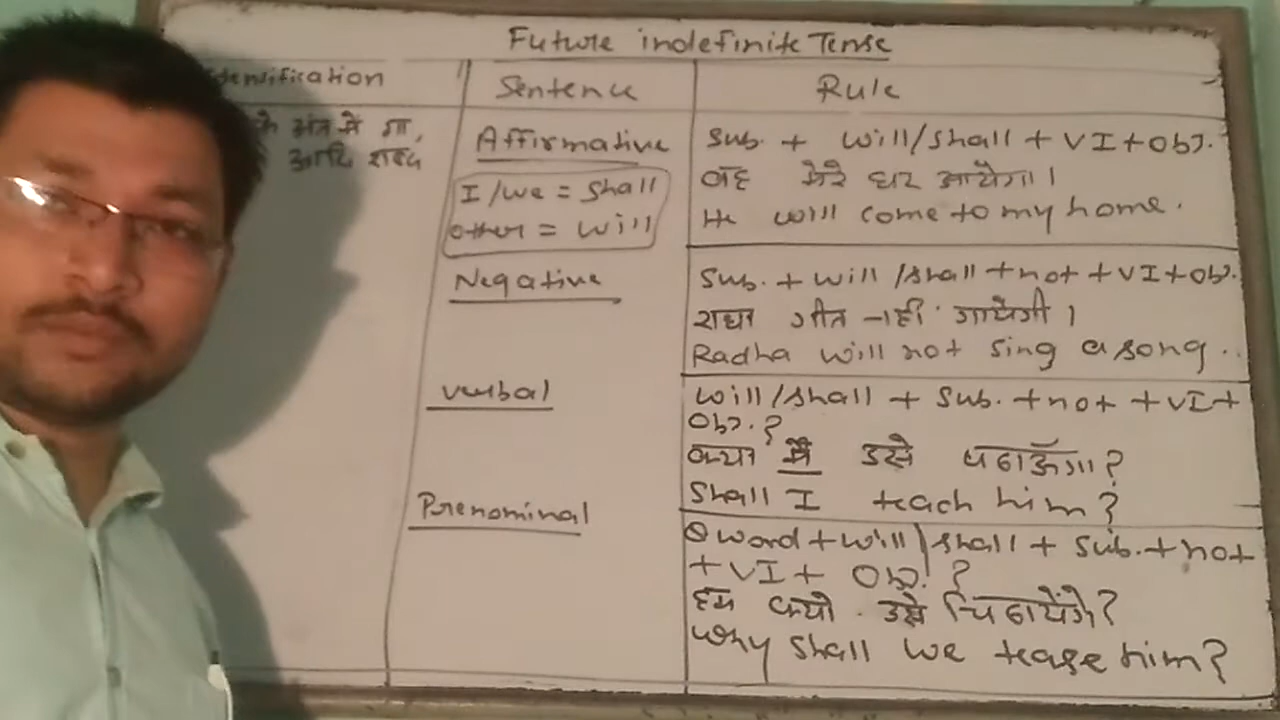 Future indefinite Tense
Identification
Sentence
Rule
के अंत में गा,
आदि शब्द
Affirmative
I/we = shall
other = will
Sub. + will/shall + VI + obj.
वह मेरे घर आयेगा।
He will come to my home.
Negative
Sub. + will /shall + not + VI + obj.
राधा गीत नही गायेगी।
Radha will not sing a song..
Verbal
will/shall + sub. + not + VI +
obj.?
क्या मैं उसे पढाऊँगा?
Shall I teach him?
Prenominal
Qword + will/shall + sub. + not
+ VI + obj.?
हम क्यो उसे चिढायेंगे?
Why shall we tease him?